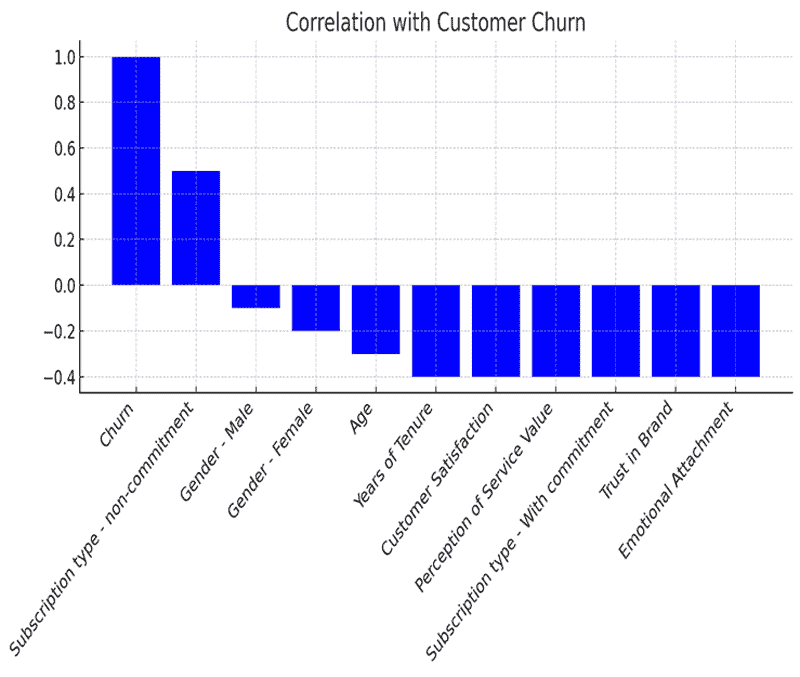 Correlation with Customer Churn
1.0
0.8
0.6
0.4
0.2
0.0
−0.2
−0.4
Churn
Subscription type - non-commitment
Gender - Male
Gender - Female
Age
Years of Tenure
Customer Satisfaction
Perception of Service Value
Subscription type - With commitment
Trust in Brand
Emotional Attachment